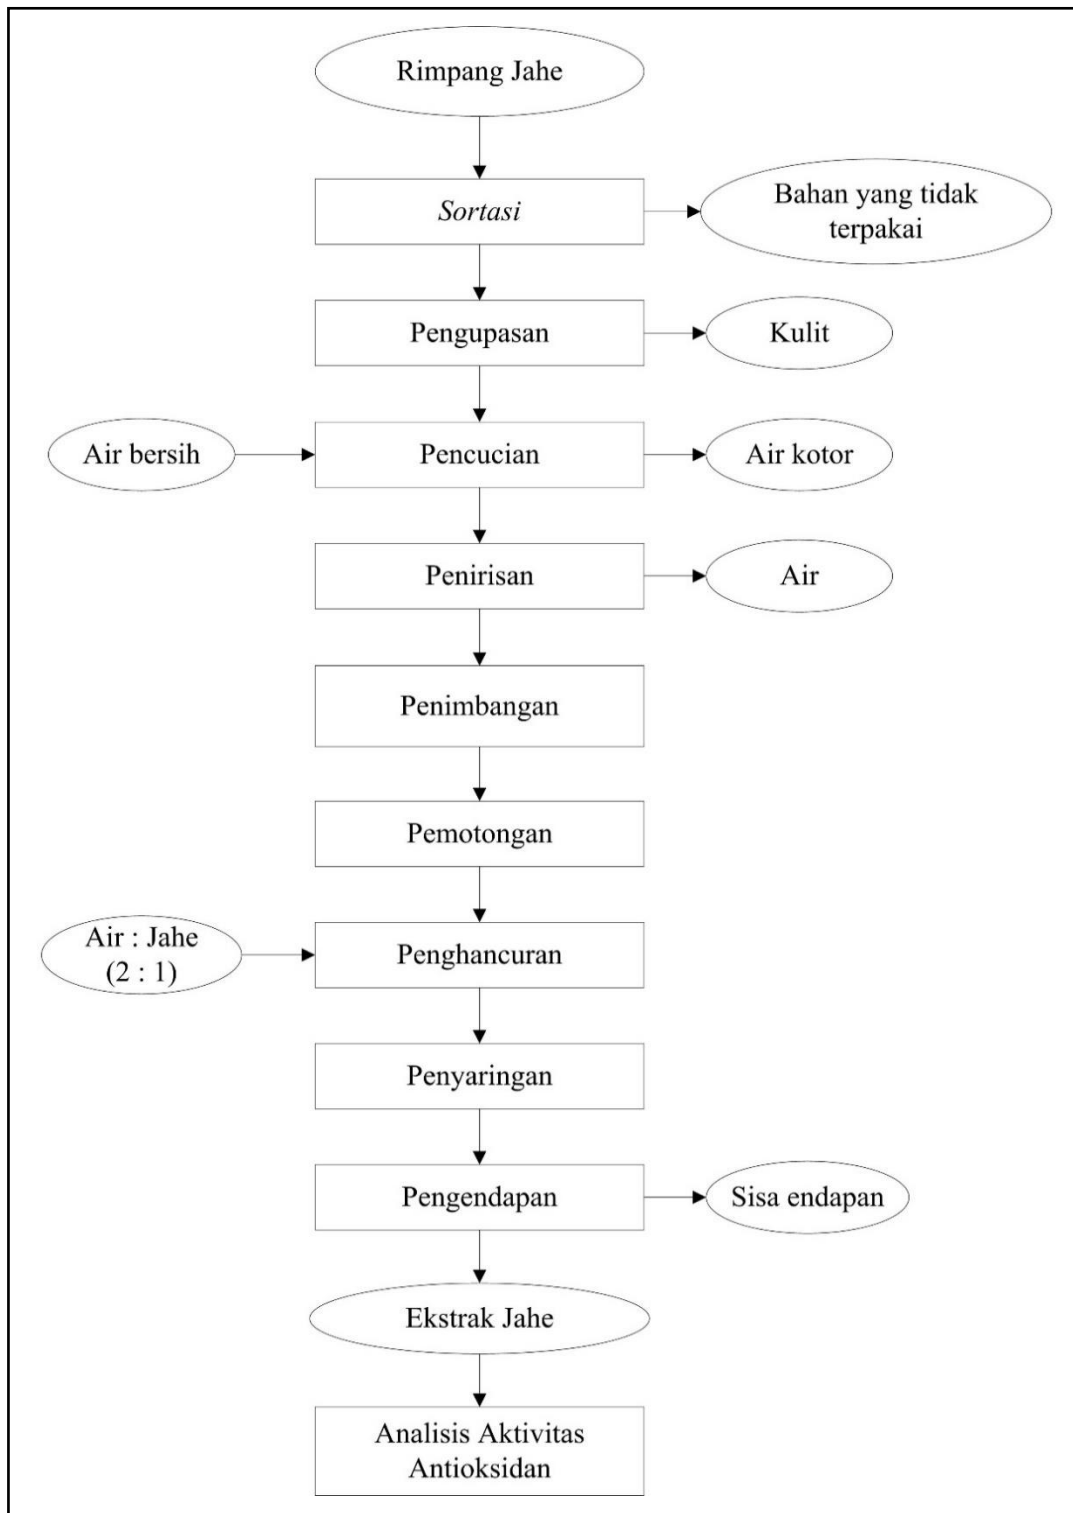 Rimpang Jahe
Sortasi
Bahan yang tidak
terpakai
Pengupasan
Kulit
Air bersih
Pencucian
Air kotor
Penirisan
Air
Penimbangan
Pemotongan
Air : Jahe
(2 : 1)
Penghancuran
Penyaringan
Pengendapan
Sisa endapan
Ekstrak Jahe
Analisis Aktivitas
Antioksidan